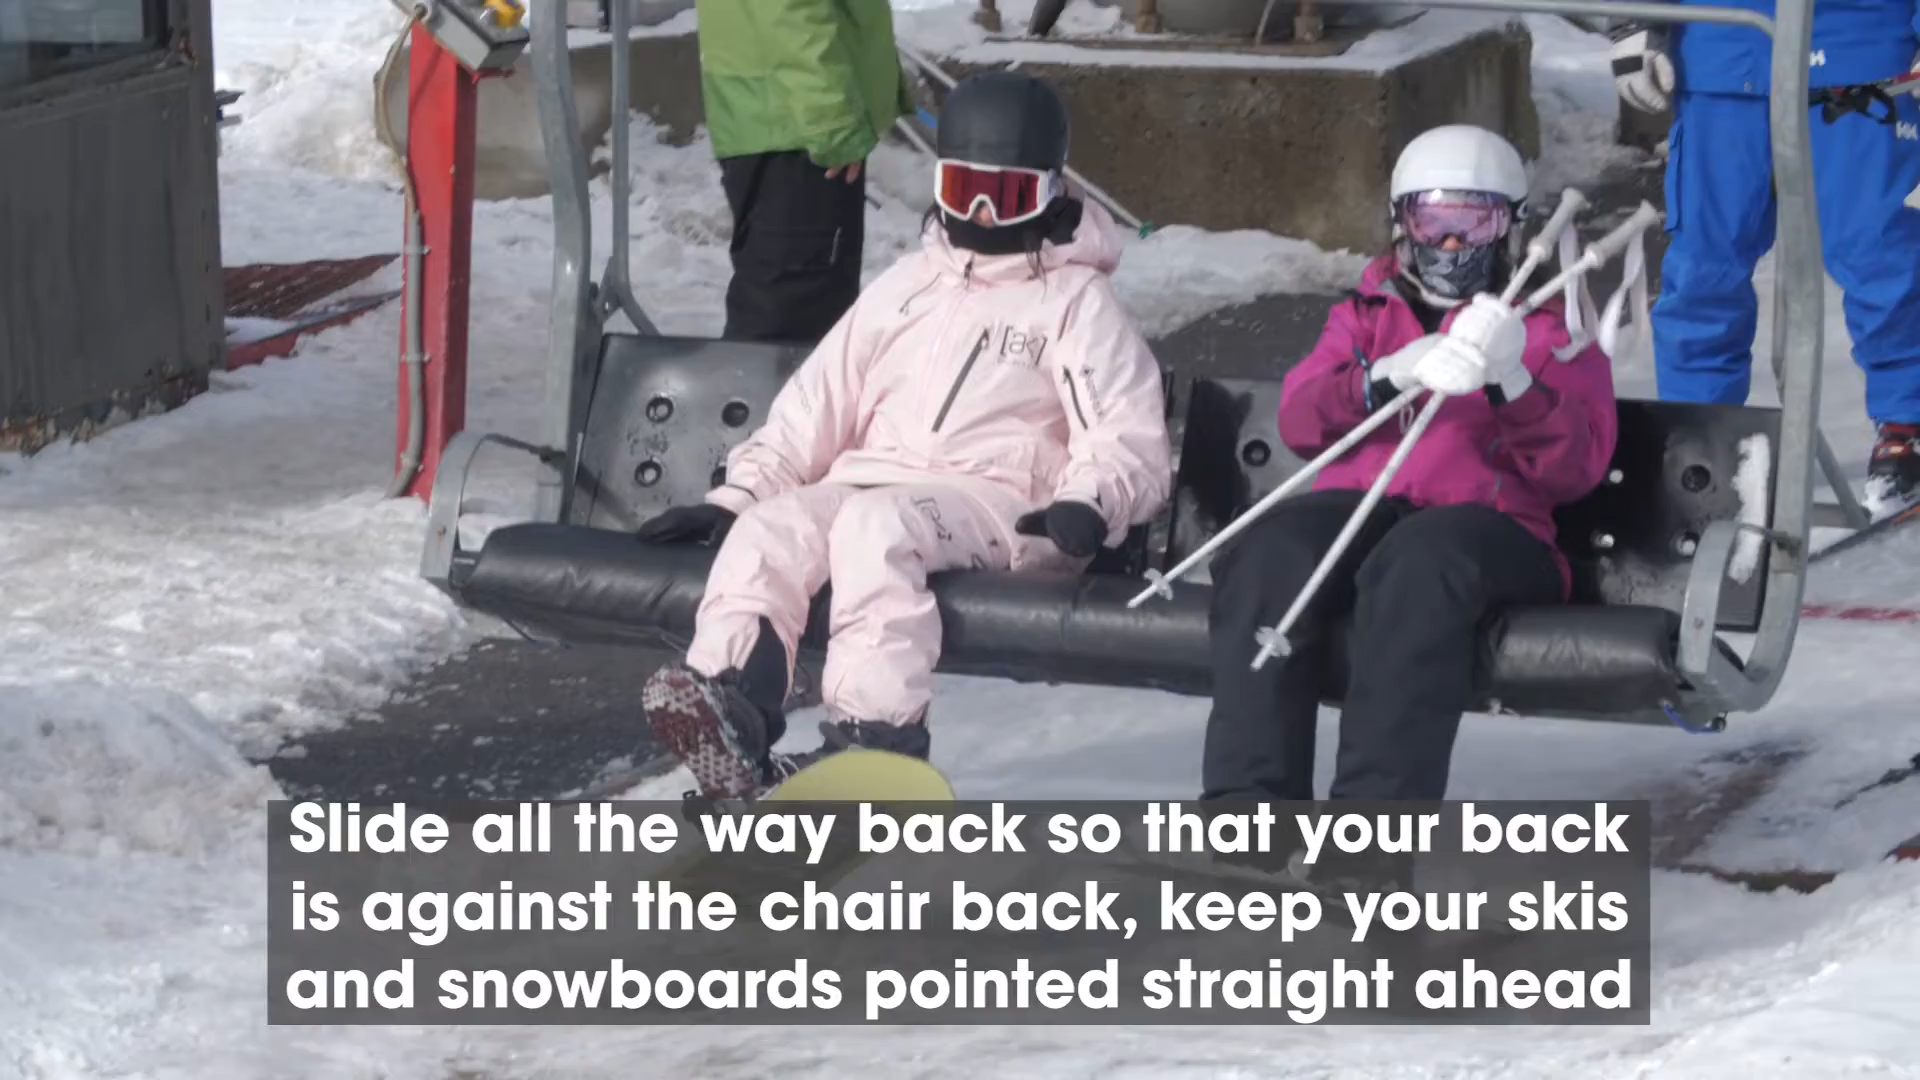 [ak]
Slide all the way back so that your back
is against the chair back, keep your skis
and snowboards pointed straight ahead